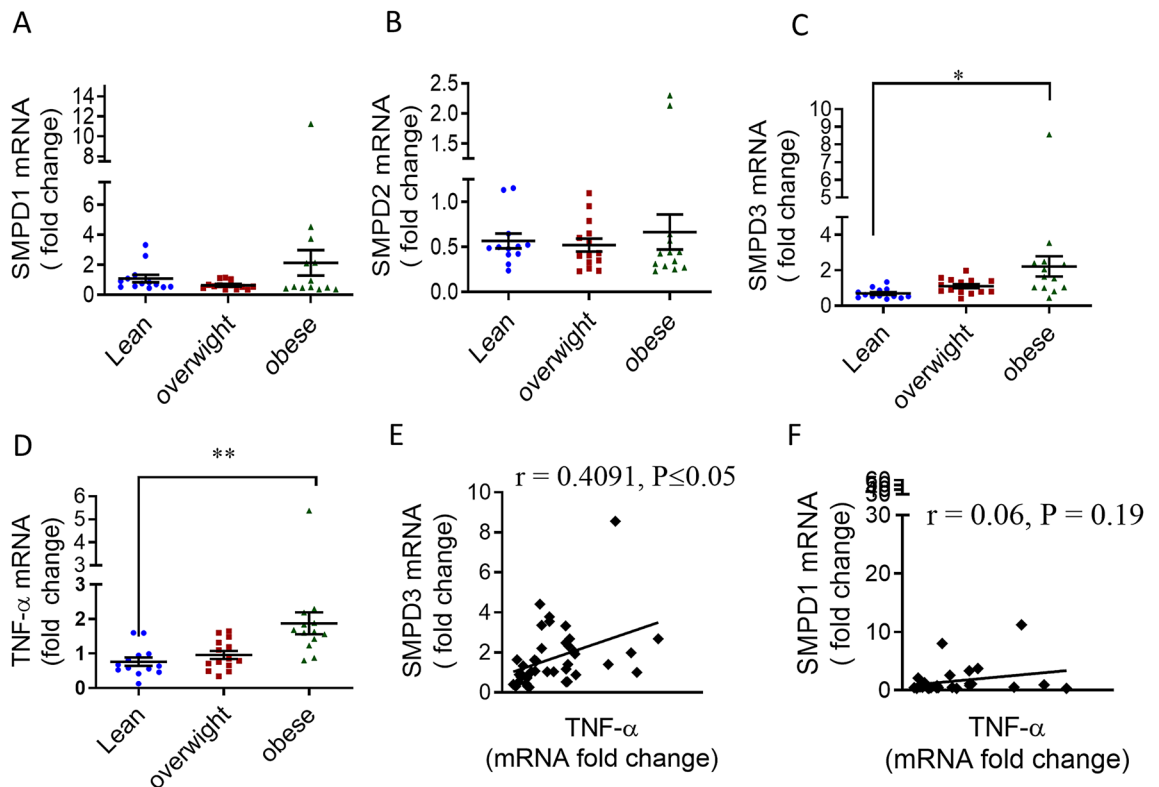 A
SMPD1 mRNA
( fold change)
14
12
10
8
6
4
2
0
Lean
overwight
obese
B
SMPD2 mRNA
( fold change)
2.5
2.0
1.5
1.0
0.5
0.0
Lean
overwight
obese
C
*
SMPD3 mRNA
( fold change)
10
9
8
7
6
5
4
2
0
Lean
overwight
obese
D
**
TNF-α mRNA
(fold change)
6
5
4
3
3
2
1
0
Lean
overwight
obese
E
r = 0.4091, P≤0.05
SMPD3 mRNA
( fold change)
10
8
6
4
2
0
TNF-α
(mRNA fold change)
F
r = 0.06, P = 0.19
SMPD1 mRNA
( fold change)
60
30
30
20
10
0
TNF-α
(mRNA fold change)